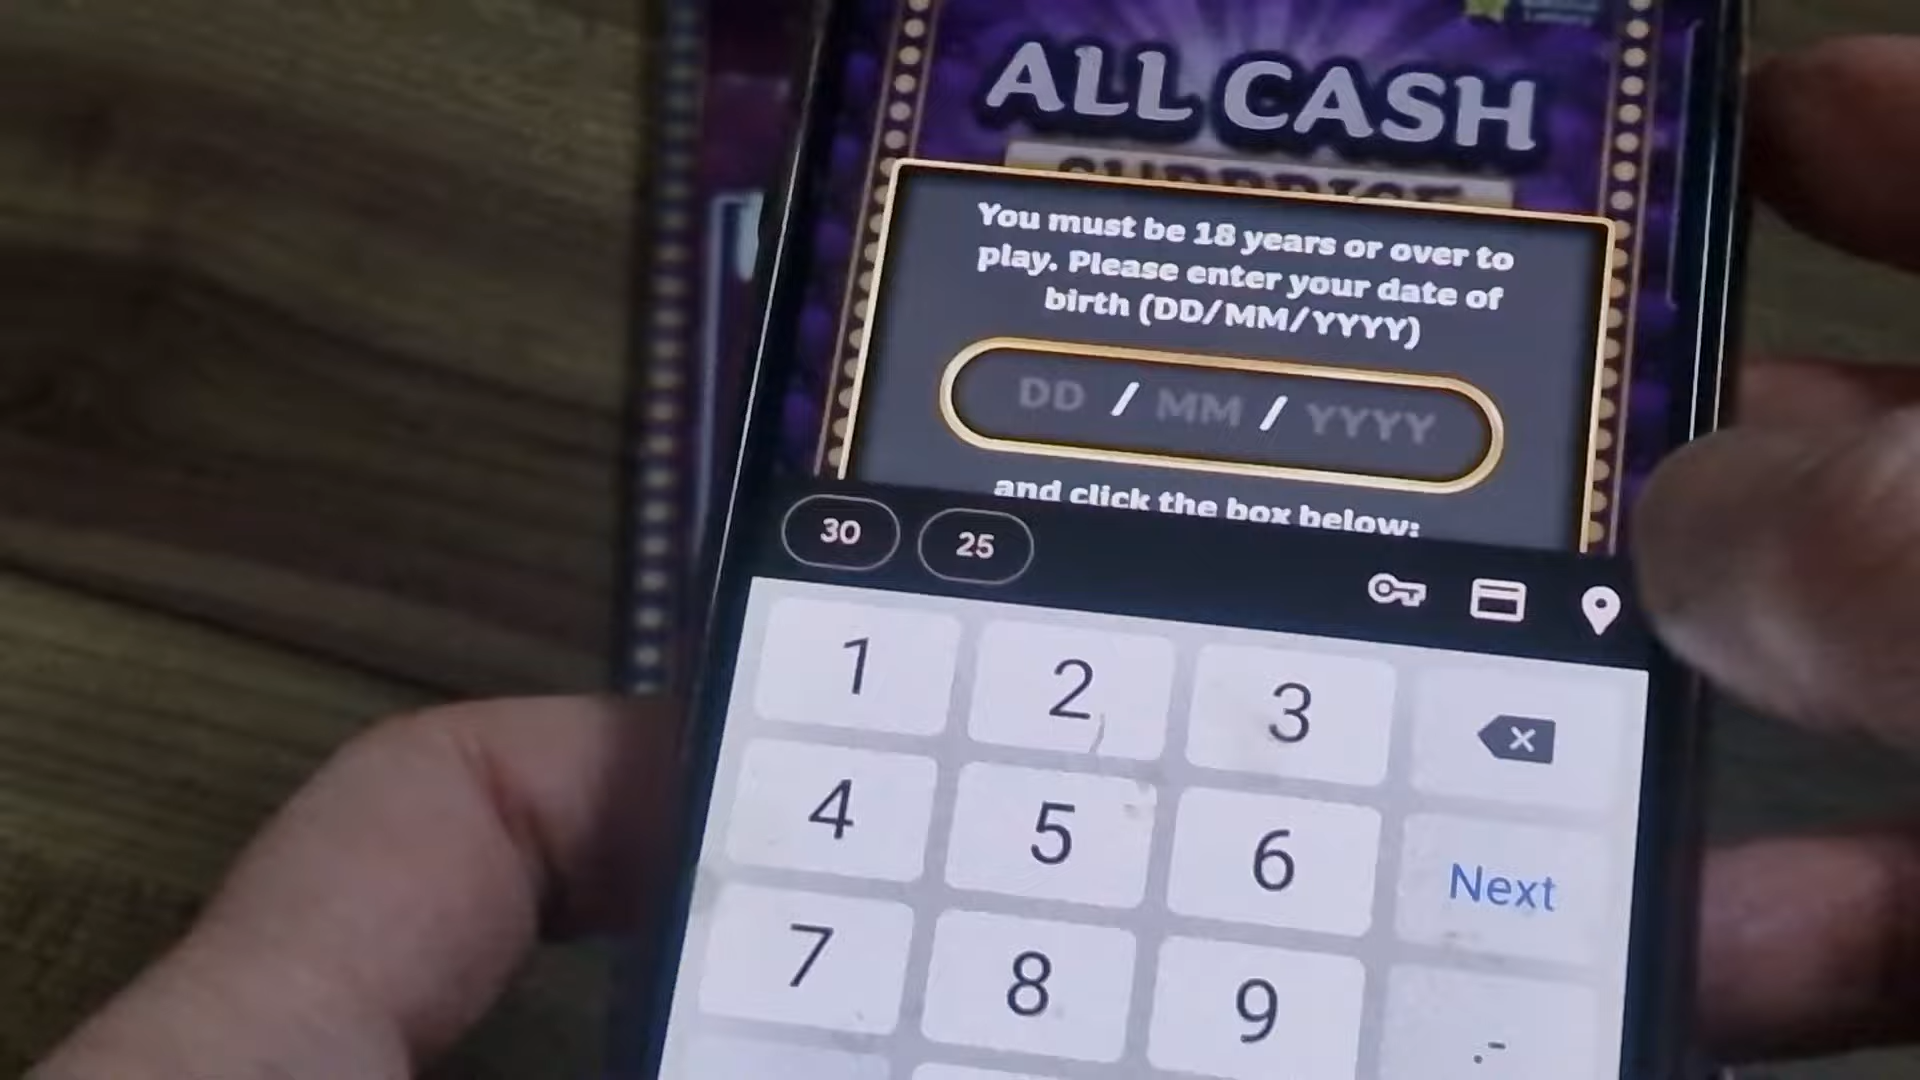 ALL CASH
SURPRISE
You must be 18 years or over to
play. Please enter your date of
birth (DD/MM/YYYY)
DD / MM / YYYY
and click the box below:
30 25
1 2 3
4 5 6 Next
7 8 9 .-